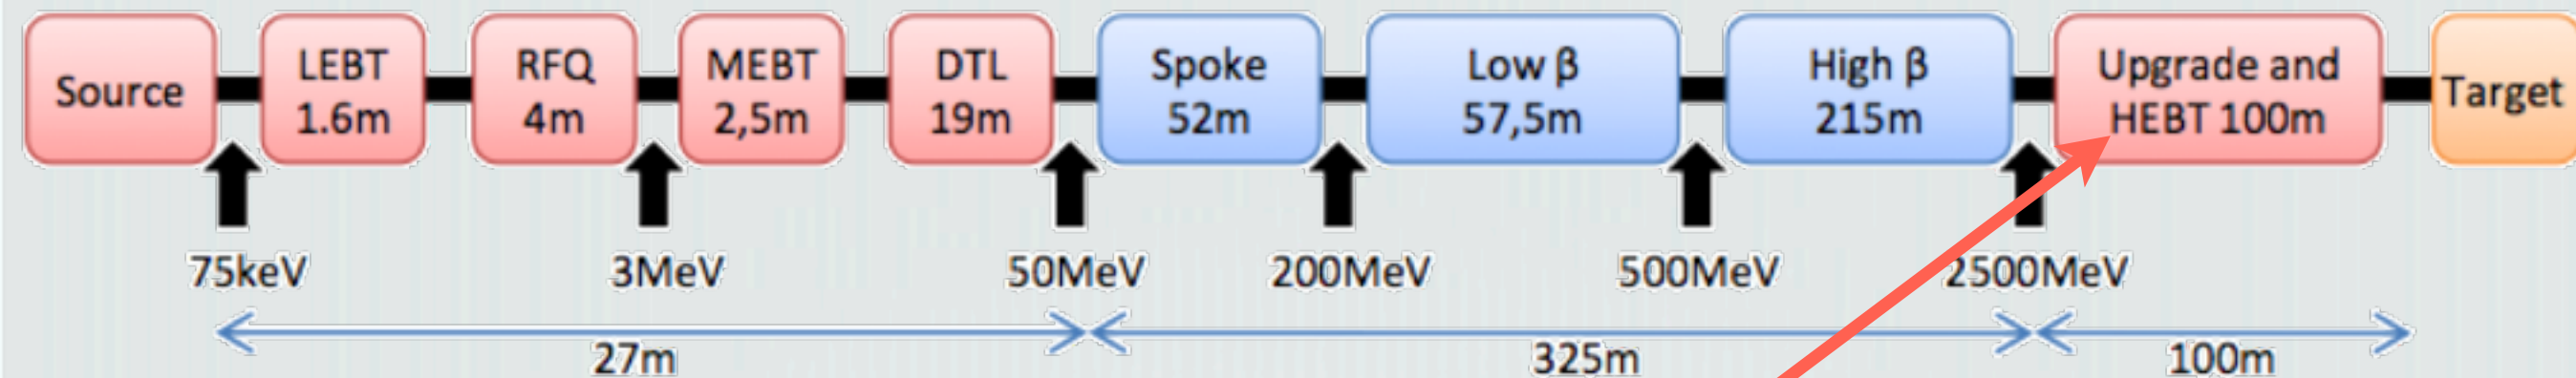 Source
LEBT
1.6m
RFQ
4m
MEBT
2,5m
DTL
19m
Spoke
52m
Low β
57,5m
High β
215m
Upgrade and
HEBT 100m
Target
75keV
3MeV
50MeV
200MeV
500MeV
2500MeV
27m
325m
100m